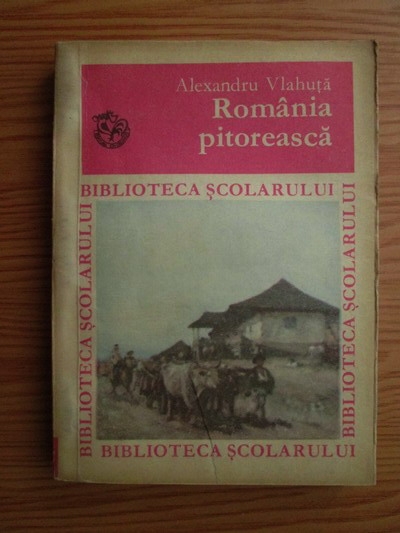 Alexandru Vlahuță
România
pitorească
BIBLIOTECA ȘCOLARULUI
BIBLIOTECA ȘCOLARULUI
BIBLIOTECA ȘCOLARULUI
BIBLIOTECA ȘCOLARULUI